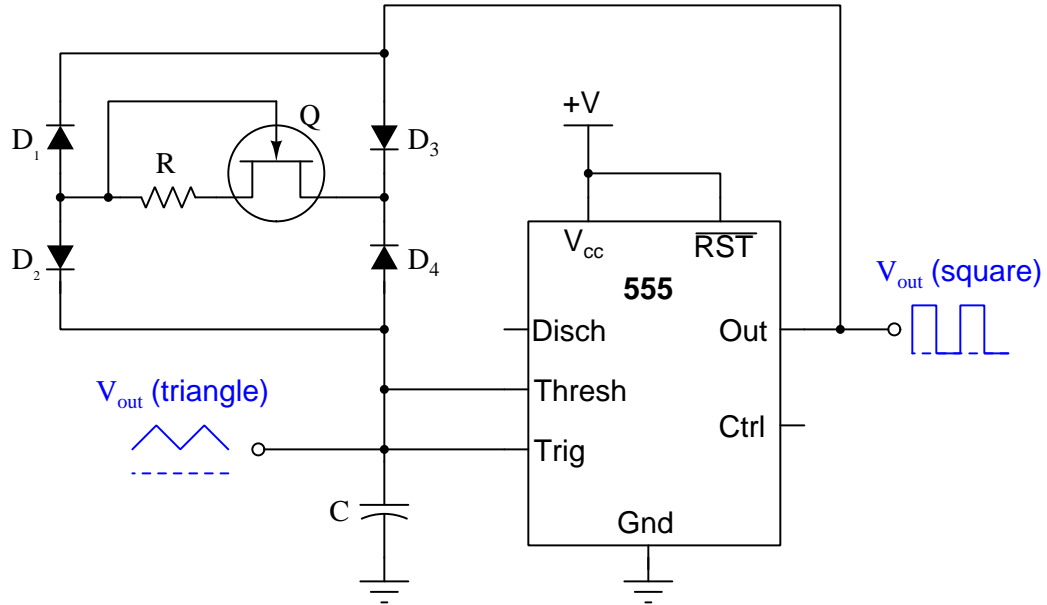 Q
D1
R
D3
D2
D4
+V
Vcc
RST
555
Disch
Out
Thresh
Trig
Ctrl
Gnd
Vout (square)
Vout (triangle)
C